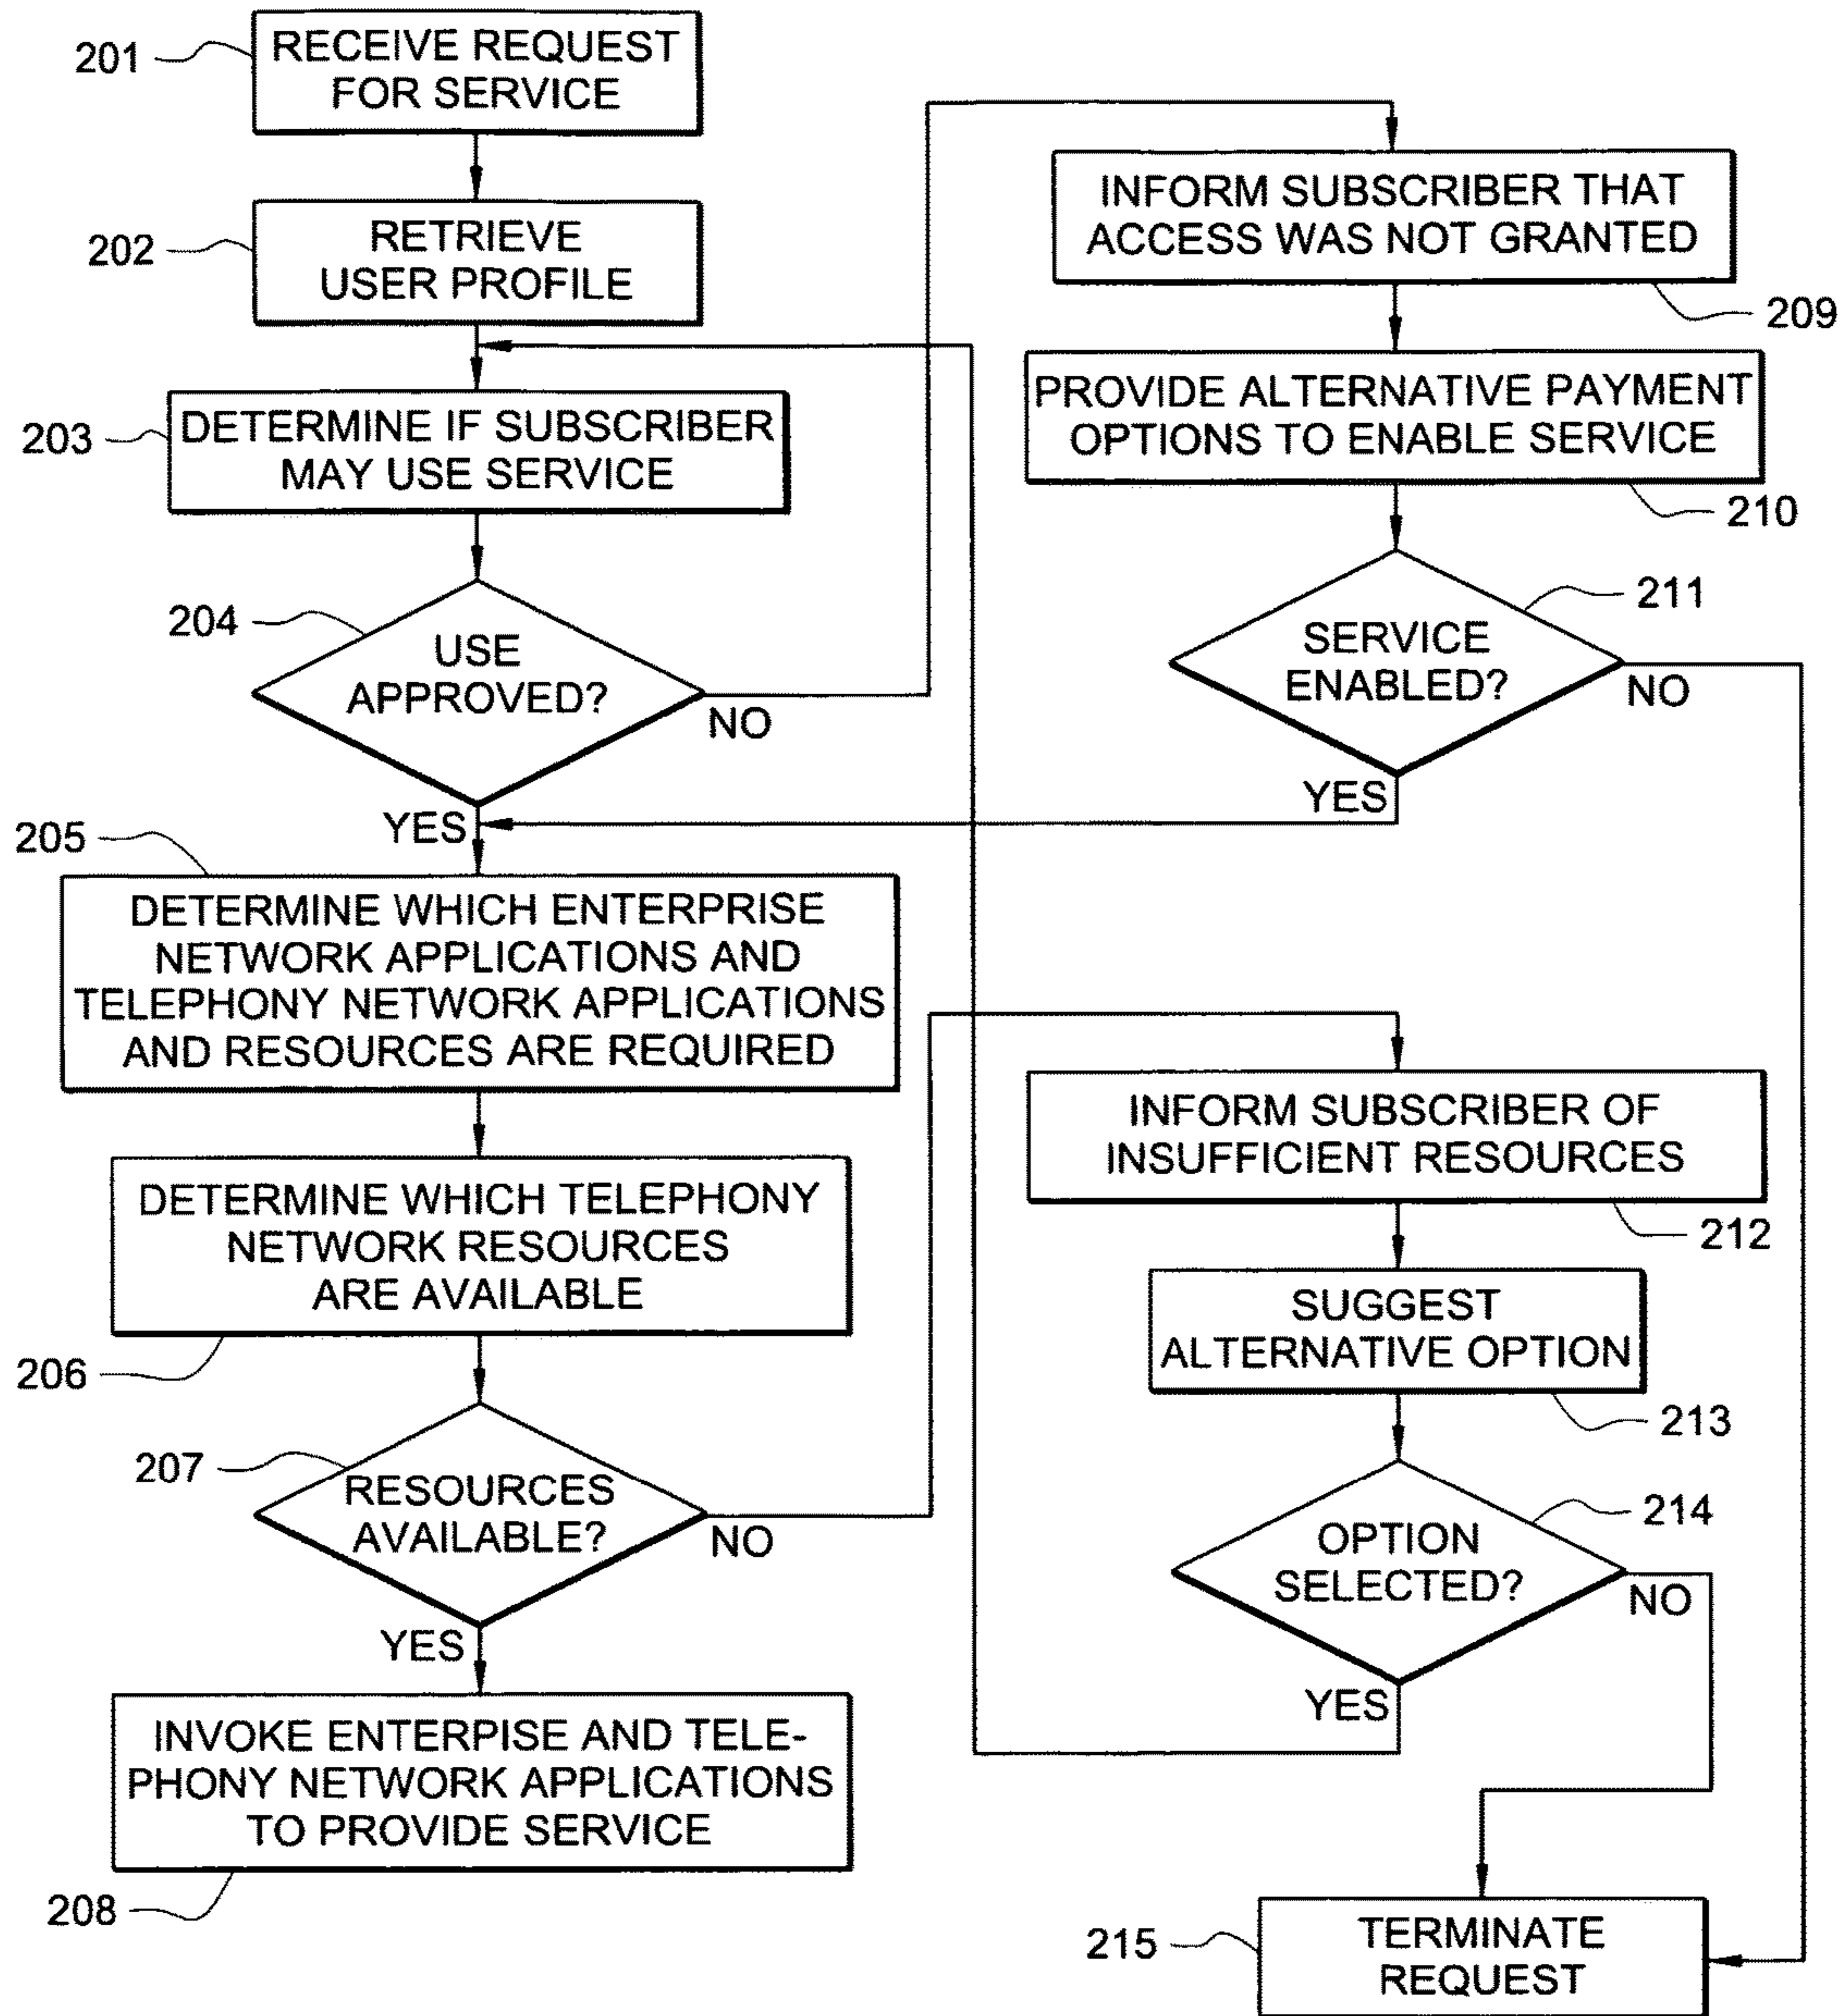 201
RECEIVE REQUEST
FOR SERVICE
202
RETRIEVE
USER PROFILE
203
DETERMINE IF SUBSCRIBER
MAY USE SERVICE
204
USE
APPROVED?
NO
YES
205
DETERMINE WHICH ENTERPRISE
NETWORK APPLICATIONS AND
TELEPHONY NETWORK APPLICATIONS
AND RESOURCES ARE REQUIRED
DETERMINE WHICH TELEPHONY
NETWORK RESOURCES
ARE AVAILABLE
206
207
RESOURCES
AVAILABLE?
NO
YES
INVOKE ENTERPISE AND TELE-
PHONY NETWORK APPLICATIONS
TO PROVIDE SERVICE
208
INFORM SUBSCRIBER THAT
ACCESS WAS NOT GRANTED
209
PROVIDE ALTERNATIVE PAYMENT
OPTIONS TO ENABLE SERVICE
210
211
SERVICE
ENABLED?
NO
YES
INFORM SUBSCRIBER OF
INSUFFICIENT RESOURCES
212
SUGGEST
ALTERNATIVE OPTION
213
214
OPTION
SELECTED?
NO
YES
215
TERMINATE
REQUEST